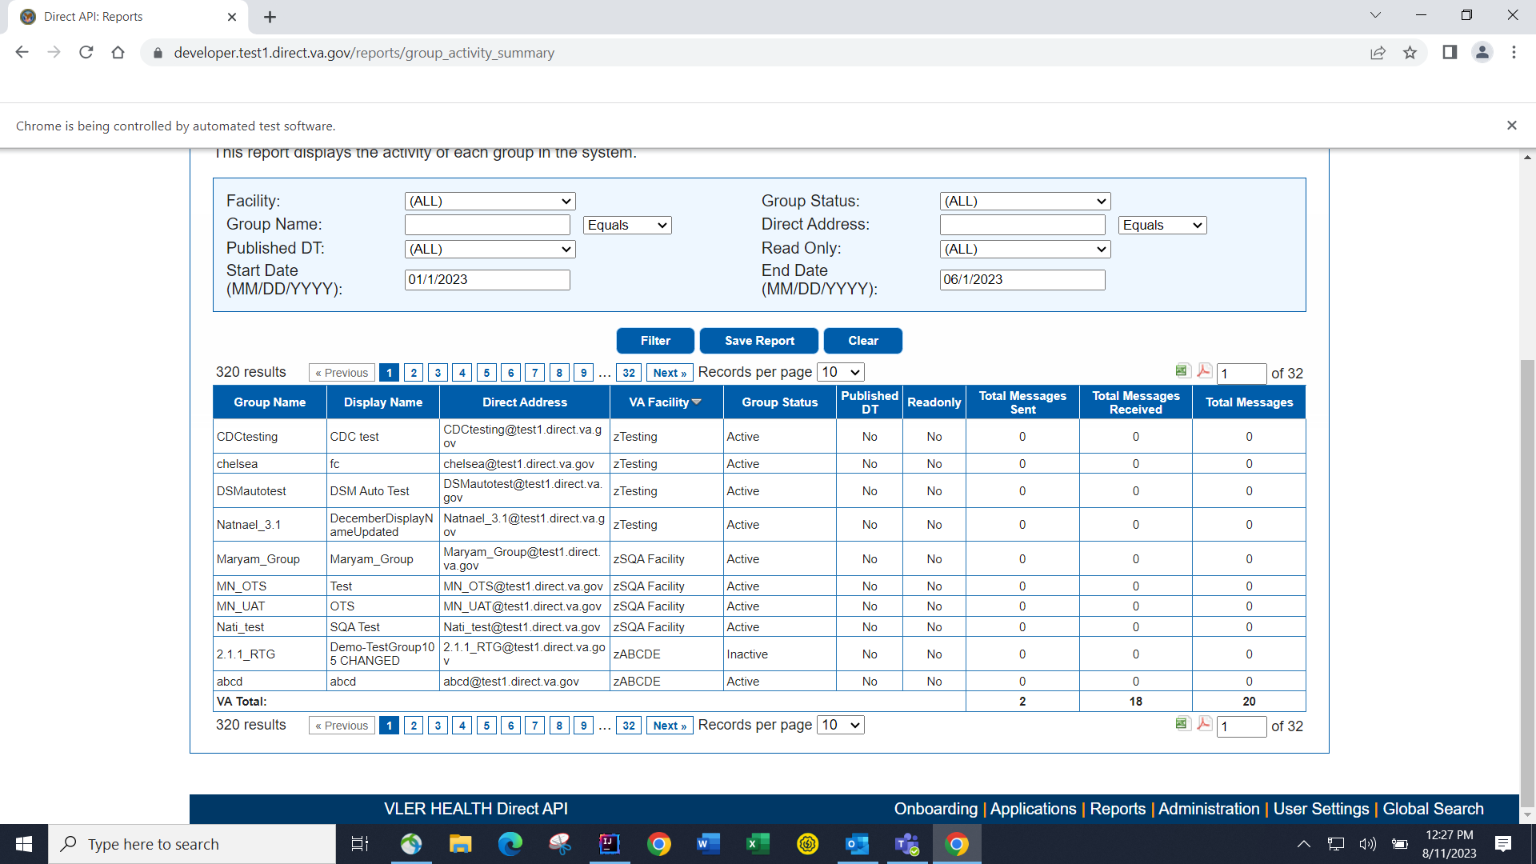 Direct API: Reports
developer.test1.direct.va.gov/reports/group_activity_summary
Chrome is being controlled by automated test software.
This report displays the activity of each group in the system.
Facility: (ALL) Group Status: (ALL)
Group Name: Equals Direct Address: Equals
Published DT: (ALL) Read Only: (ALL)
Start Date (MM/DD/YYYY): 01/1/2023 End Date (MM/DD/YYYY): 06/1/2023
Filter Save Report Clear
320 results « Previous 1 2 3 4 5 6 7 8 9 ... 32 Next » Records per page 10 1 of 32
Group Name Display Name Direct Address VA Facility Group Status Published DT Readonly Total Messages Sent Total Messages Received Total Messages
CDCtesting CDC test CDCtesting@test1.direct.va.gov zTesting Active No No 0 0 0
chelsea fc chelsea@test1.direct.va.gov zTesting Active No No 0 0 0
DSMautotest DSM Auto Test DSMautotest@test1.direct.va.gov zTesting Active No No 0 0 0
Natnael_3.1 DecemberDisplayNameUpdated Natnael_3.1@test1.direct.va.gov zTesting Active No No 0 0 0
Maryam_Group Maryam_Group Maryam_Group@test1.direct.va.gov zSQA Facility Active No No 0 0 0
MN_OTS Test MN_OTS@test1.direct.va.gov zSQA Facility Active No No 0 0 0
MN_UAT OTS MN_UAT@test1.direct.va.gov zSQA Facility Active No No 0 0 0
Nati_test SQA Test Nati_test@test1.direct.va.gov zSQA Facility Active No No 0 0 0
2.1.1_RTG Demo-TestGroup105 CHANGED 2.1.1_RTG@test1.direct.va.gov zABCDE Inactive No No 0 0 0
abcd abcd abcd@test1.direct.va.gov zABCDE Active No No 0 0 0
VA Total: 2 18 20
320 results « Previous 1 2 3 4 5 6 7 8 9 ... 32 Next » Records per page 10 1 of 32
VLER HEALTH Direct API Onboarding | Applications | Reports | Administration | User Settings | Global Search
Type here to search
12:27 PM
8/11/2023